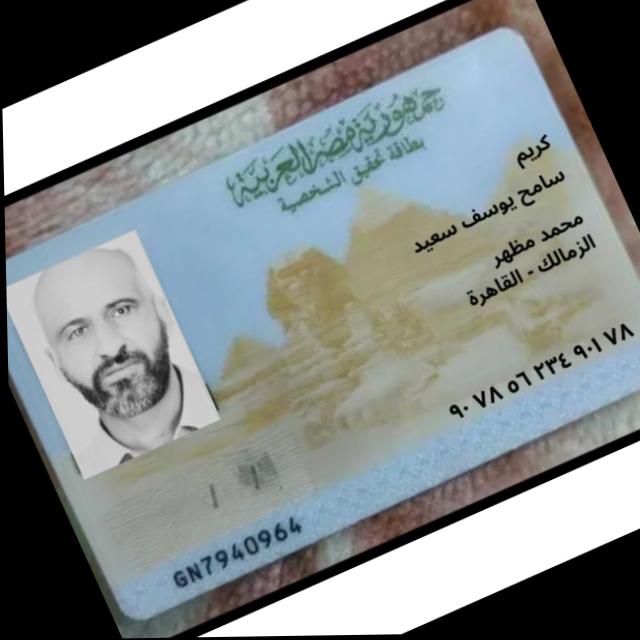 جمهورية مصر العربية
بطاقة تحقيق الشخصية
كريم
سامح يوسف سعيد
محمد مظهر
الزمالك - القاهرة
٩٠ ٧٨ ٥٦ ٢٣٤ ٩٠١ ٧٨
GN7940964